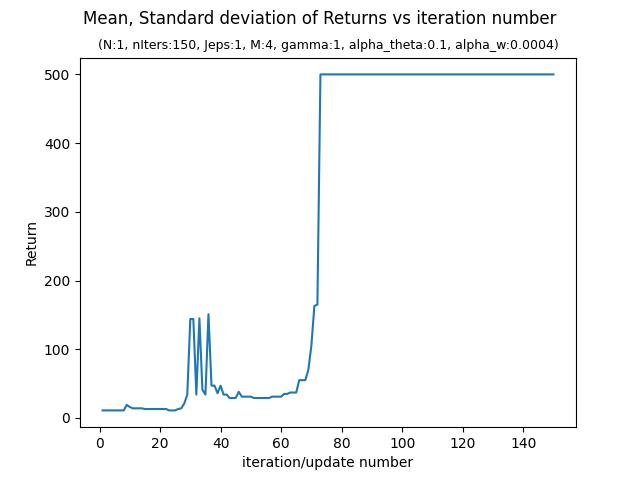 Mean, Standard deviation of Returns vs iteration number
(N:1, nIters:150, Jeps:1, M:4, gamma:1, alpha_theta:0.1, alpha_w:0.0004)
500
400
300
200
100
0
Return
0 20 40 60 80 100 120 140
iteration/update number